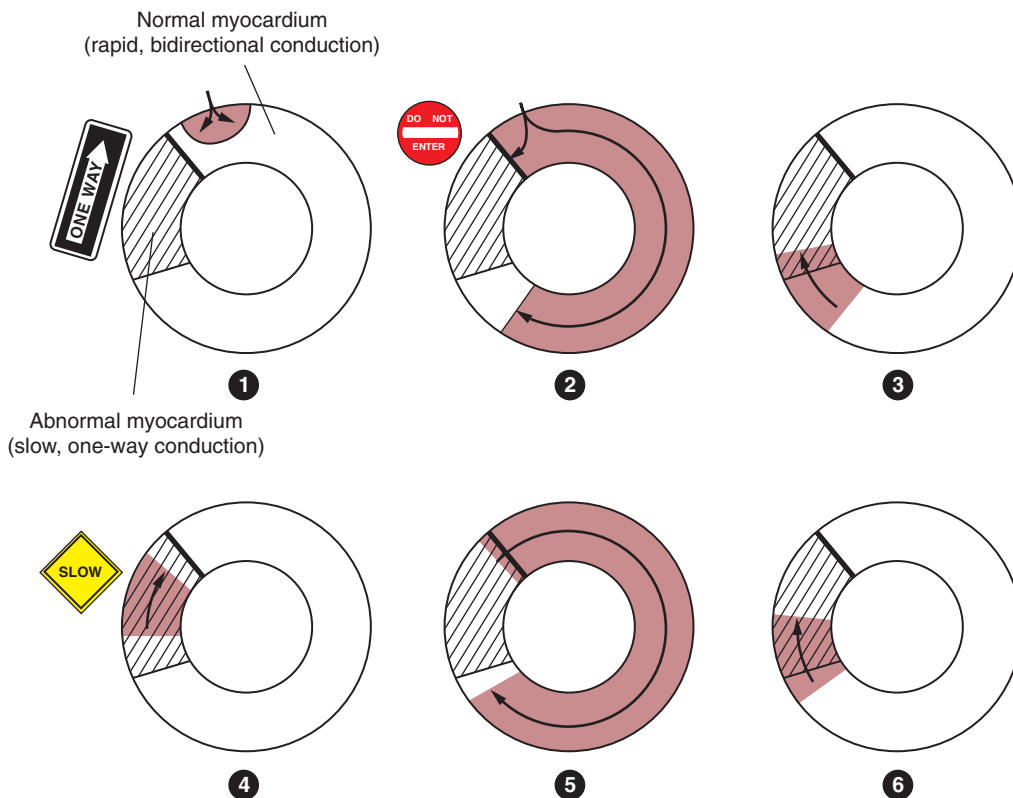 Normal myocardium
(rapid, bidirectional conduction)
ONE WAY
DO NOT
ENTER
1
2
3
Abnormal myocardium
(slow, one-way conduction)
SLOW
4
5
6